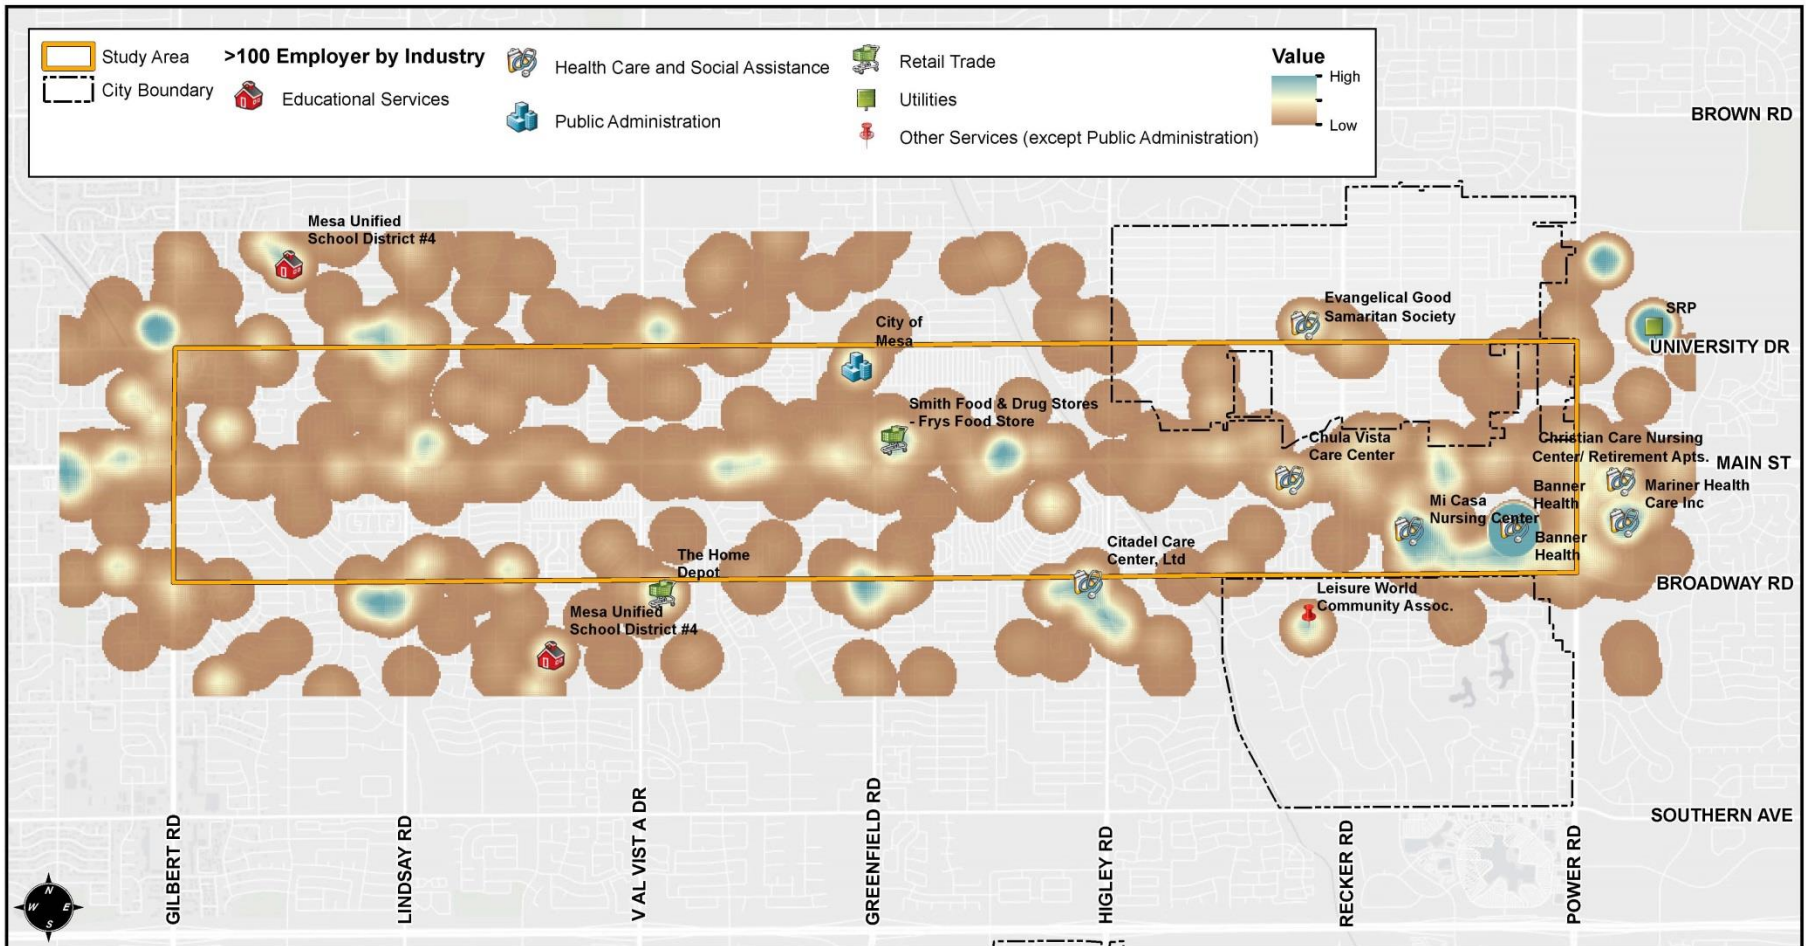 Study Area
City Boundary
>100 Employer by Industry
Educational Services
Health Care and Social Assistance
Public Administration
Retail Trade
Utilities
Other Services (except Public Administration)
Value
High
Low
BROWN RD
Mesa Unified
School District #4
Evangelical Good
Samaritan Society
SRP
City of
Mesa
UNIVERSITY DR
Smith Food & Drug Stores
- Frys Food Store
Chula Vista
Care Center
Christian Care Nursing
Center/ Retirement Apts.
MAIN ST
Mi Casa
Nursing Center
Banner
Health
Mariner Health
Care Inc
Banner
Health
Citadel Care
Center, Ltd
The Home
Depot
BROADWAY RD
Leisure World
Community Assoc.
Mesa Unified
School District #4
SOUTHERN AVE
GILBERT RD
LINDSAY RD
V AL VIST A DR
GREENFIELD RD
HIGLEY RD
RECKER RD
POWER RD
N
W E
S